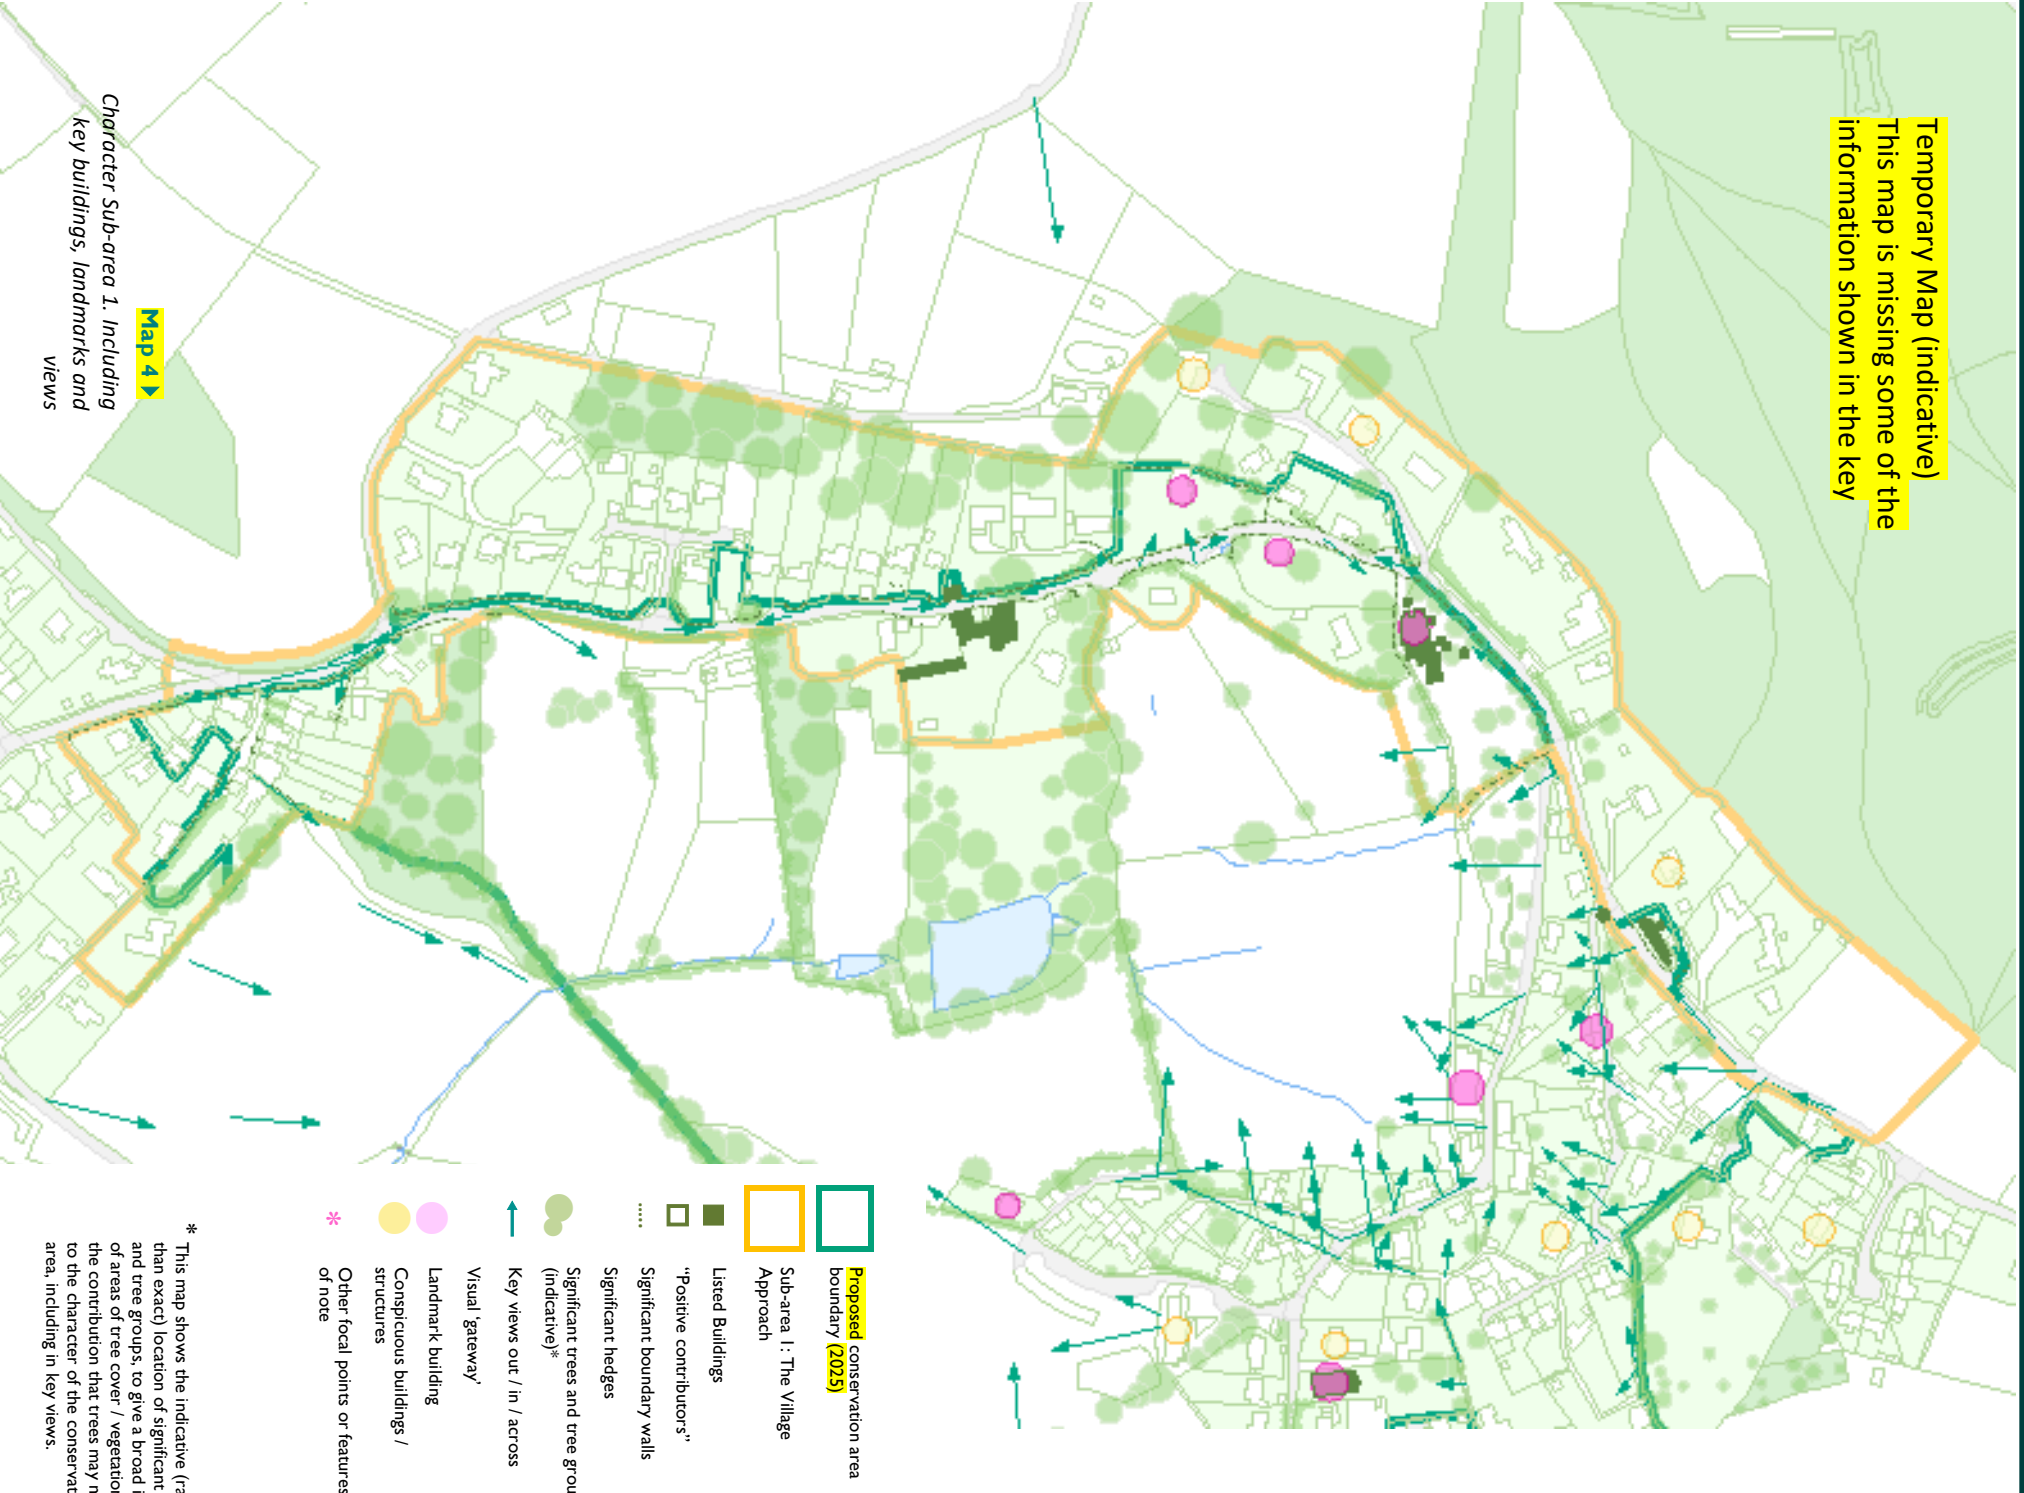 Temporary Map (indicative)
This map is missing some of the
information shown in the key
Map 4
Character Sub-area 1. Including
key buildings, landmarks and
views
Proposed conservation area
boundary (2025)
Sub-area 1: The Village
Approach
Listed Buildings
“Positive contributors”
Significant boundary walls
Significant hedges
Significant trees and tree grou
(indicative)*
Key views out / in / across
Visual ‘gateway’
Landmark building
Conspicuous buildings /
structures
* Other focal points or features
of note
* This map shows the indicative (ra
than exact) location of significant
and tree groups, to give a broad i
of areas of tree cover / vegetation
the contribution that trees may m
to the character of the conservat
area, including in key views.